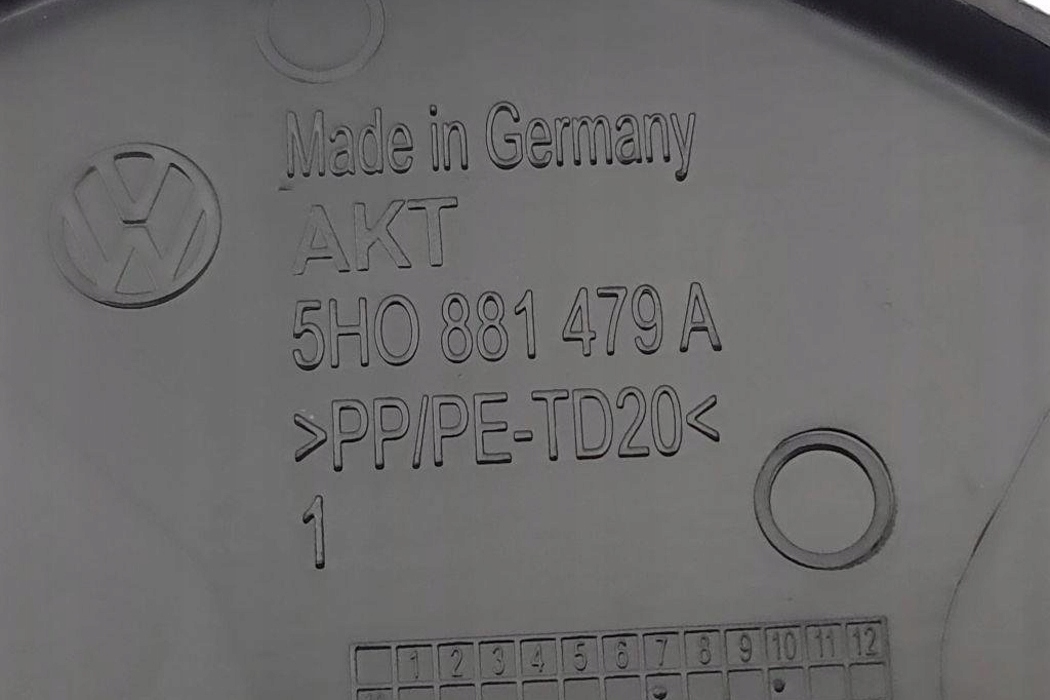 Made in Germany
AKT
5H0 881 479 A
>PP/PE-TD20<
1
1 2 3 4 5 6 7 8 9 10 11 12